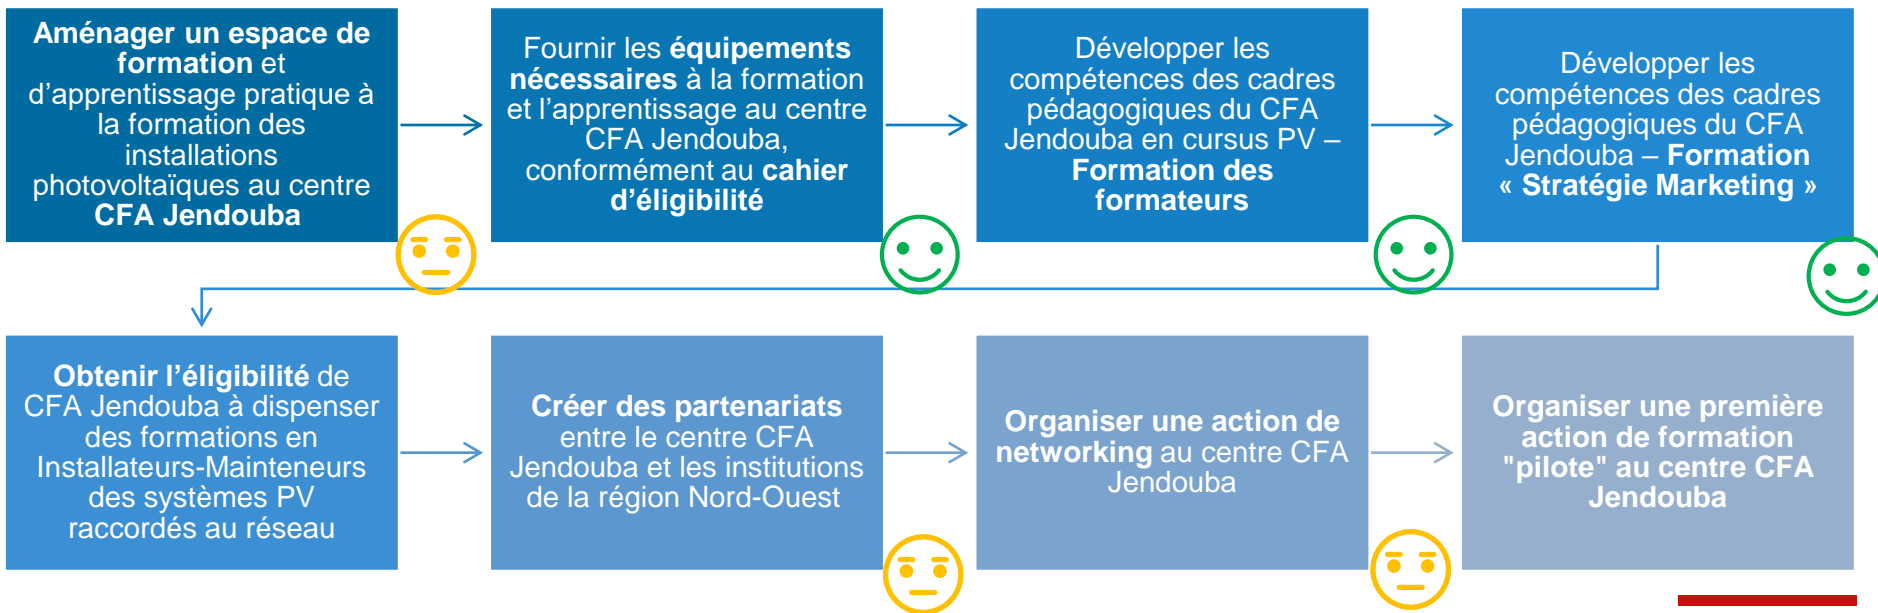 Aménager un espace de
formation et
d'apprentissage pratique à
la formation des
installations
photovoltaïques au centre
CFA Jendouba
Fournir les équipements
nécessaires à la formation
et l'apprentissage au centre
CFA Jendouba,
conformément au cahier
d'éligibilité
Développer les
compétences des cadres
pédagogiques du CFA
Jendouba en cursus PV –
Formation des
formateurs
Développer les
compétences des cadres
pédagogiques du CFA
Jendouba – Formation
« Stratégie Marketing »
Obtenir l'éligibilité de
CFA Jendouba à dispenser
des formations en
Installateurs-Mainteneurs
des systèmes PV
raccordés au réseau
Créer des partenariats
entre le centre CFA
Jendouba et les institutions
de la région Nord-Ouest
Organiser une action de
networking au centre CFA
Jendouba
Organiser une première
action de formation
"pilote" au centre CFA
Jendouba